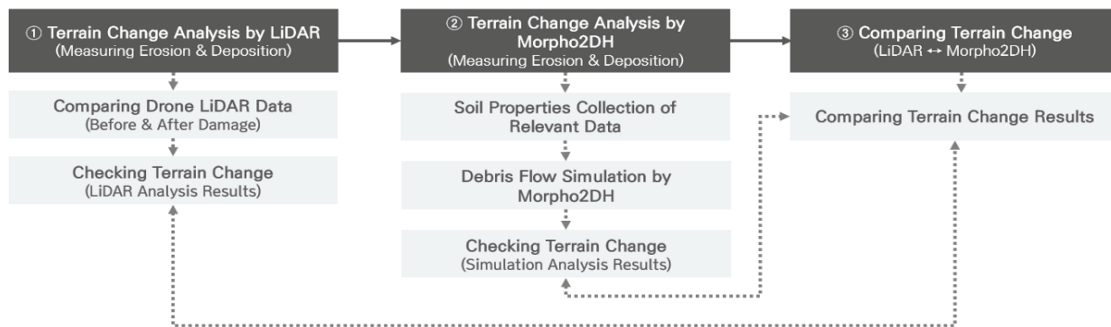 ① Terrain Change Analysis by LiDAR
(Measuring Erosion & Deposition)
Comparing Drone LiDAR Data
(Before & After Damage)
Checking Terrain Change
(LiDAR Analysis Results)
② Terrain Change Analysis by
Morpho2DH
(Measuring Erosion & Deposition)
Soil Properties Collection of
Relevant Data
Debris Flow Simulation by
Morpho2DH
Checking Terrain Change
(Simulation Analysis Results)
③ Comparing Terrain Change
(LiDAR ↔ Morpho2DH)
Comparing Terrain Change Results